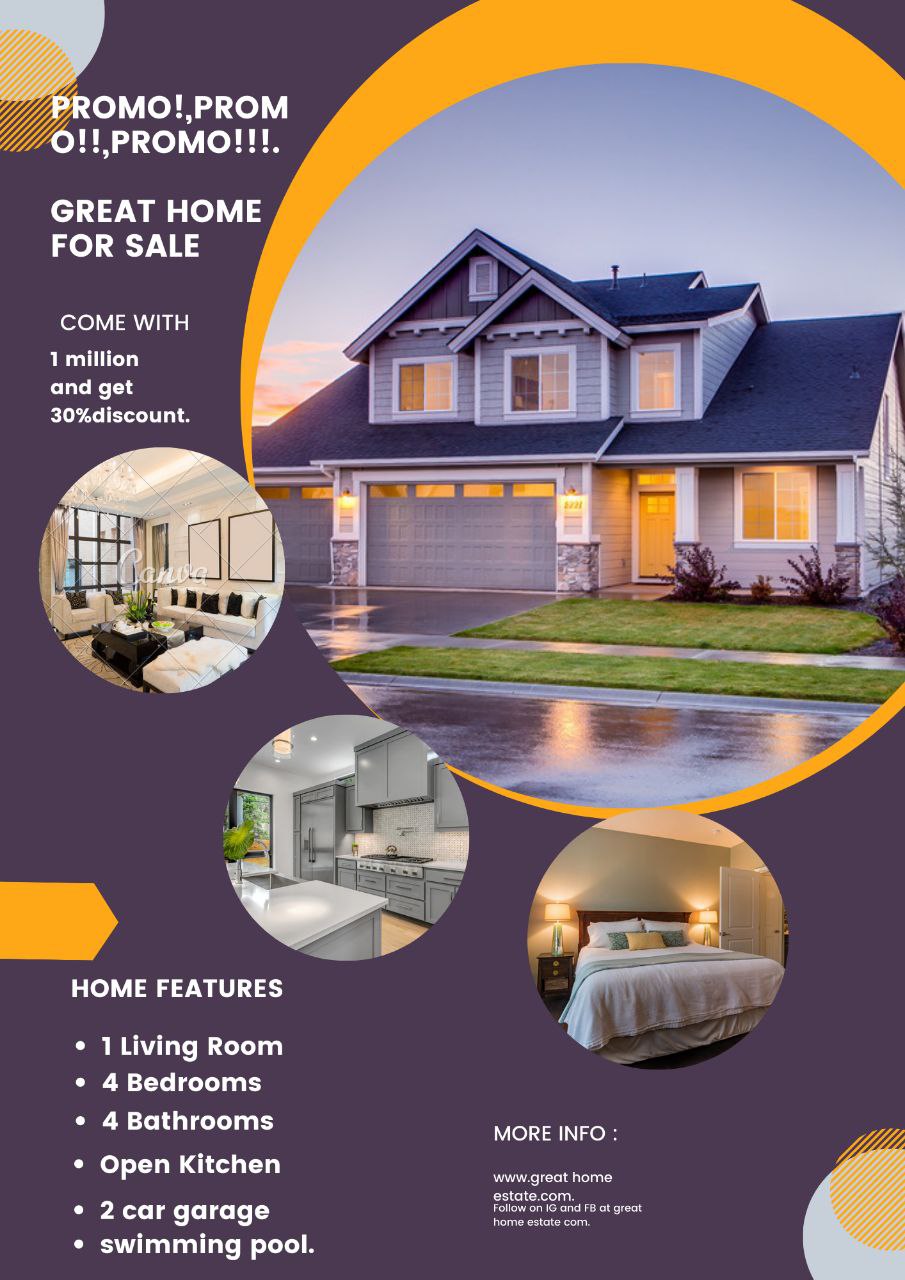 PROMO!,PROM
O!!,PROMO!!!.
GREAT HOME
FOR SALE
COME WITH
1 million
and get
30%discount.
Canva
HOME FEATURES
• 1 Living Room
• 4 Bedrooms
• 4 Bathrooms
• Open Kitchen
• 2 car garage
• swimming pool.
MORE INFO :
www.great home
estate.com.
Follow on IG and FB at great
home estate com.